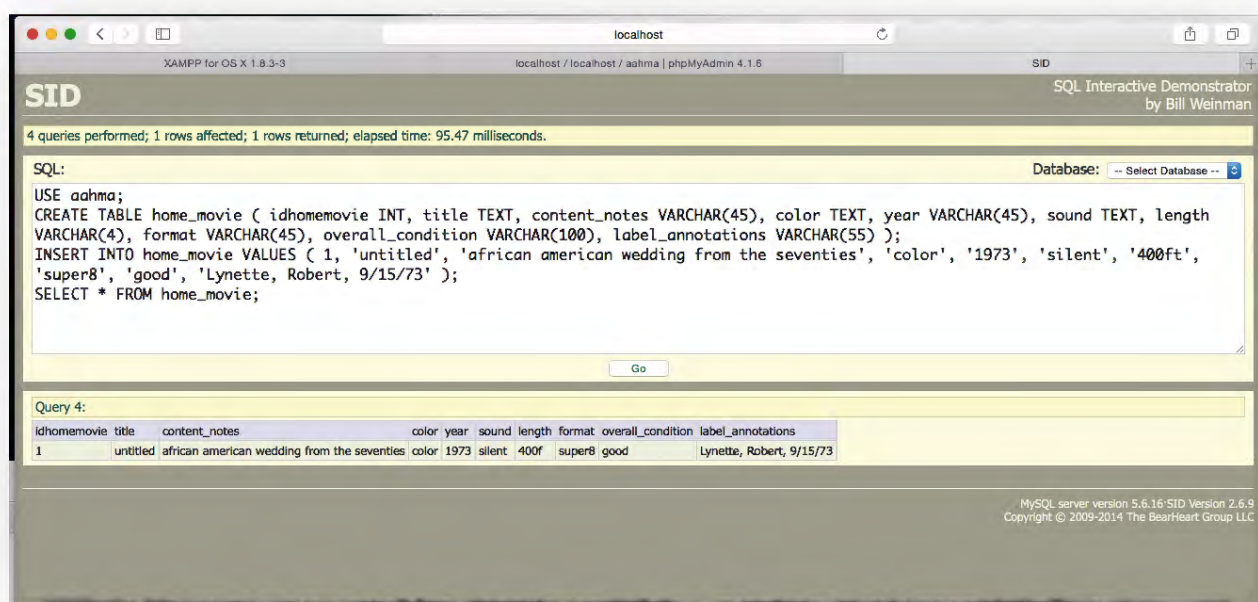 localhost
XAMPP for OS X 1.8.3-3
localhost / localhost / aahma | phpMyAdmin 4.1.6
SID
SID
SQL Interactive Demonstrator
by Bill Weinman
4 queries performed; 1 rows affected; 1 rows returned; elapsed time: 95.47 milliseconds.
SQL:
Database: -- Select Database --
USE aahma;
CREATE TABLE home_movie ( idhomemovie INT, title TEXT, content_notes VARCHAR(45), color TEXT, year VARCHAR(45), sound TEXT, length
VARCHAR(4), format VARCHAR(45), overall_condition VARCHAR(100), label_annotations VARCHAR(55) );
INSERT INTO home_movie VALUES ( 1, 'untitled', 'african american wedding from the seventies', 'color', '1973', 'silent', '400ft',
'super8', 'good', 'Lynette, Robert, 9/15/73' );
SELECT * FROM home_movie;
Go
Query 4:
idhomemovie title content_notes color year sound length format overall_condition label_annotations
1 untitled african american wedding from the seventies color 1973 silent 400f super8 good Lynette, Robert, 9/15/73
MySQL server version 5.6.16·SID Version 2.6.9
Copyright © 2009-2014 The BearHeart Group LLC